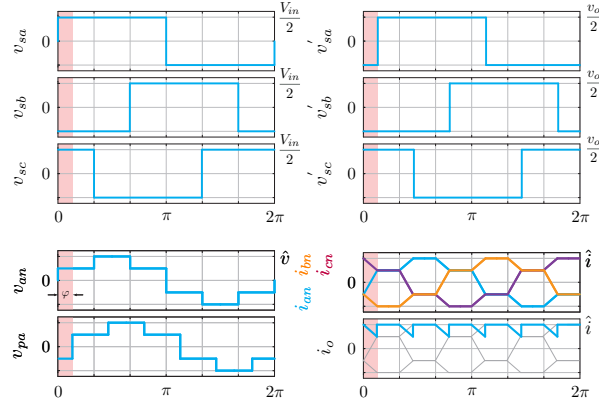 v_sa 0 V_in/2
v'_sa 0 v_o/2
v_sb 0 V_in/2
v'_sb 0 v_o/2
v_sc 0 V_in/2
v'_sc 0 v_o/2
0 π 2π
0 π 2π
v_an 0 φ v̂
i_an i_bn i_cn 0 î
v_pa 0
i_o 0 î
0 π 2π
0 π 2π